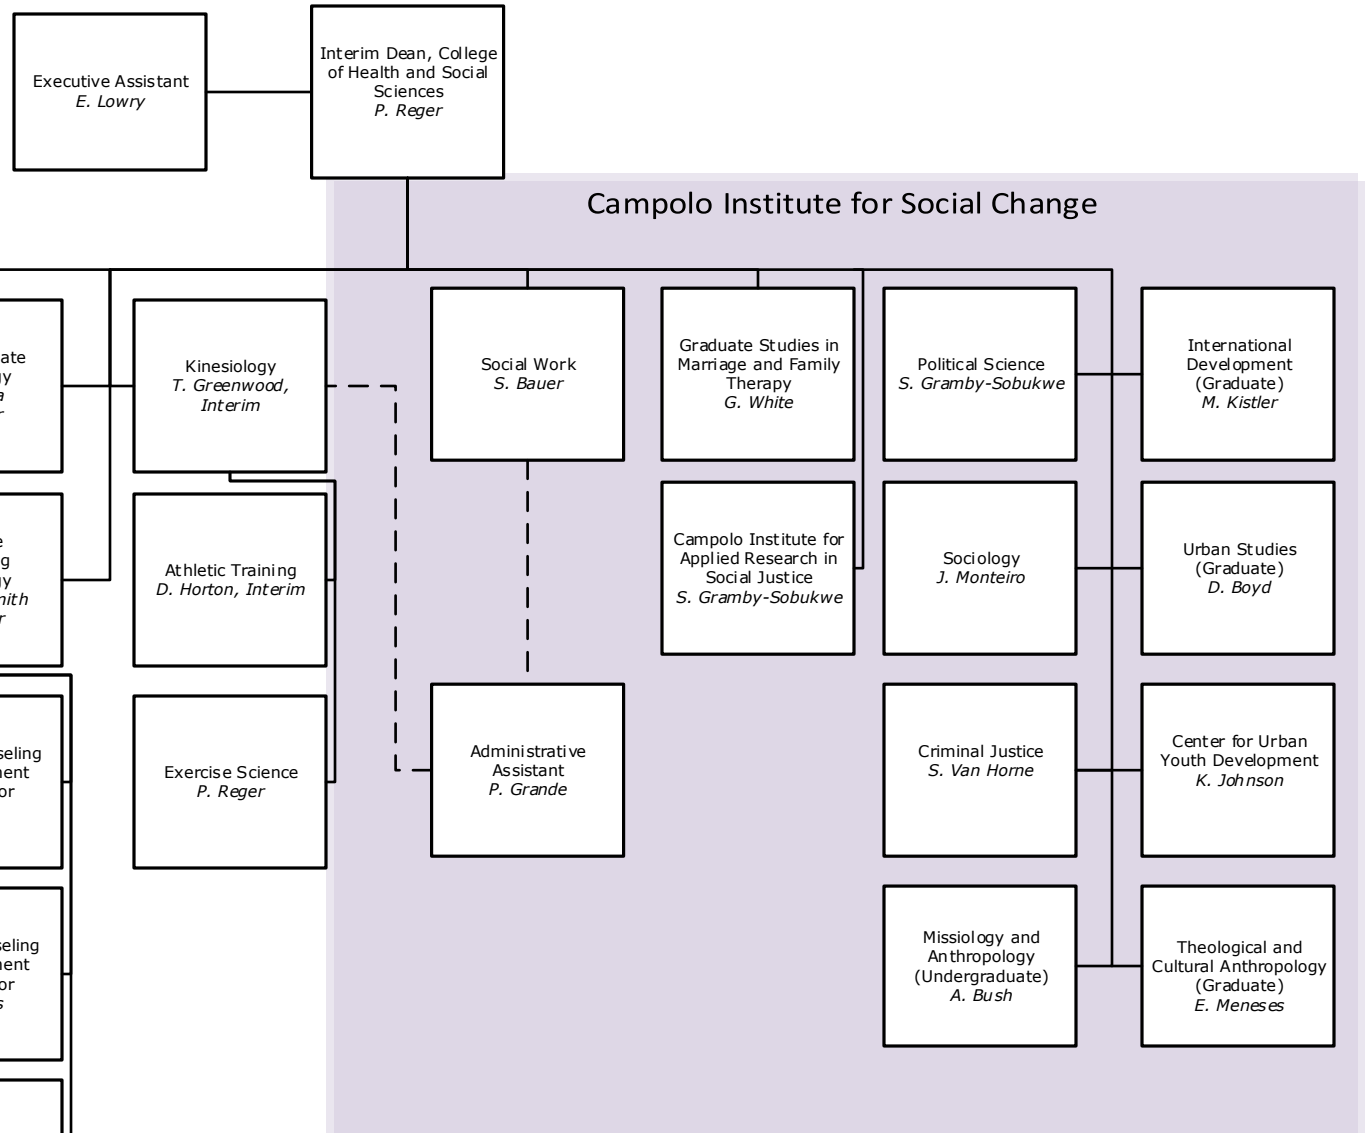 Executive Assistant
E. Lowry
Interim Dean, College
of Health and Social
Sciences
P. Reger
Campolo Institute for Social Change
Kinesiology
T. Greenwood,
Interim
Social Work
S. Bauer
Graduate Studies in
Marriage and Family
Therapy
G. White
Political Science
S. Gramby-Sobukwe
International
Development
(Graduate)
M. Kistler
Athletic Training
D. Horton, Interim
Campolo Institute for
Applied Research in
Social Justice
S. Gramby-Sobukwe
Sociology
J. Monteiro
Urban Studies
(Graduate)
D. Boyd
Exercise Science
P. Reger
Administrative
Assistant
P. Grande
Criminal Justice
S. Van Horne
Center for Urban
Youth Development
K. Johnson
Missiology and
Anthropology
(Undergraduate)
A. Bush
Theological and
Cultural Anthropology
(Graduate)
E. Meneses